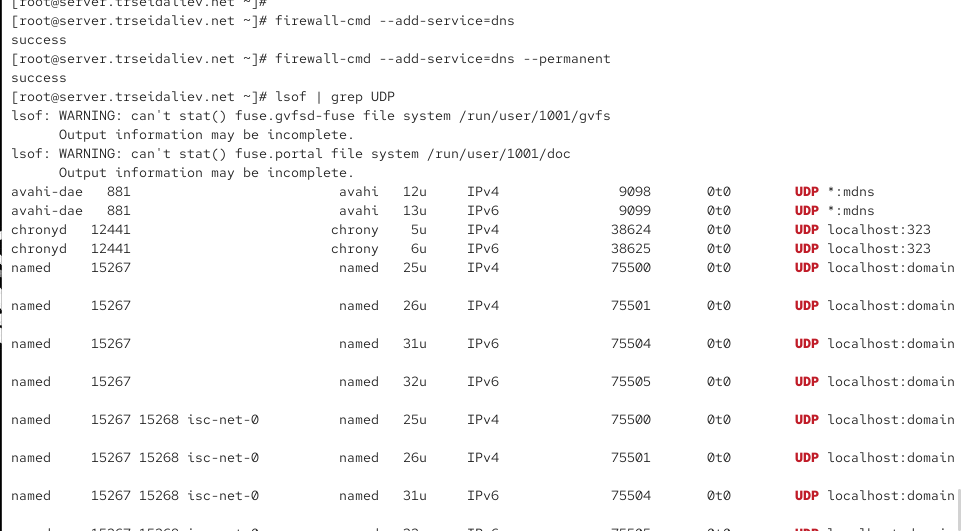 [root@server.trseidaliev.net ~]#
[root@server.trseidaliev.net ~]# firewall-cmd --add-service=dns
success
[root@server.trseidaliev.net ~]# firewall-cmd --add-service=dns --permanent
success
[root@server.trseidaliev.net ~]# lsof | grep UDP
lsof: WARNING: can't stat() fuse.gvfsd-fuse file system /run/user/1001/gvfs
      Output information may be incomplete.
lsof: WARNING: can't stat() fuse.portal file system /run/user/1001/doc
      Output information may be incomplete.
avahi-dae   881                          avahi   12u     IPv4               9098       0t0        UDP *:mdns
avahi-dae   881                          avahi   13u     IPv6               9099       0t0        UDP *:mdns
chronyd   12441                         chrony    5u     IPv4              38624       0t0        UDP localhost:323
chronyd   12441                         chrony    6u     IPv6              38625       0t0        UDP localhost:323
named     15267                          named   25u     IPv4              75500       0t0        UDP localhost:domain
named     15267                          named   26u     IPv4              75501       0t0        UDP localhost:domain
named     15267                          named   31u     IPv6              75504       0t0        UDP localhost:domain
named     15267                          named   32u     IPv6              75505       0t0        UDP localhost:domain
named     15267 15268 isc-net-0          named   25u     IPv4              75500       0t0        UDP localhost:domain
named     15267 15268 isc-net-0          named   26u     IPv4              75501       0t0        UDP localhost:domain
named     15267 15268 isc-net-0          named   31u     IPv6              75504       0t0        UDP localhost:domain